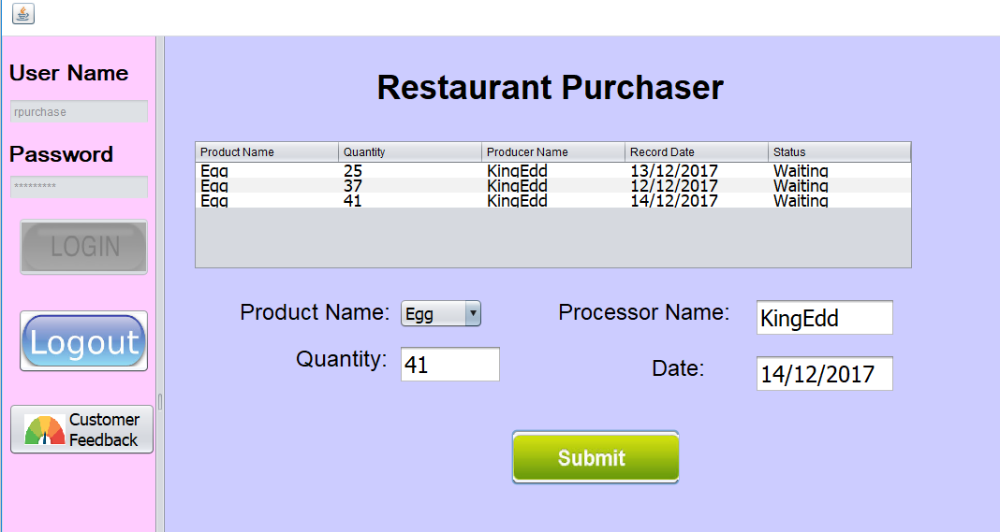 User Name
rpurchase
Password
*********
LOGIN
Logout
Customer
Feedback
Restaurant Purchaser
Product Name Quantity Producer Name Record Date Status
Egg 25 KingEdd 13/12/2017 Waiting
Egg 37 KingEdd 12/12/2017 Waiting
Egg 41 KingEdd 14/12/2017 Waiting
Product Name: Egg Processor Name: KingEdd
Quantity: 41 Date: 14/12/2017
Submit